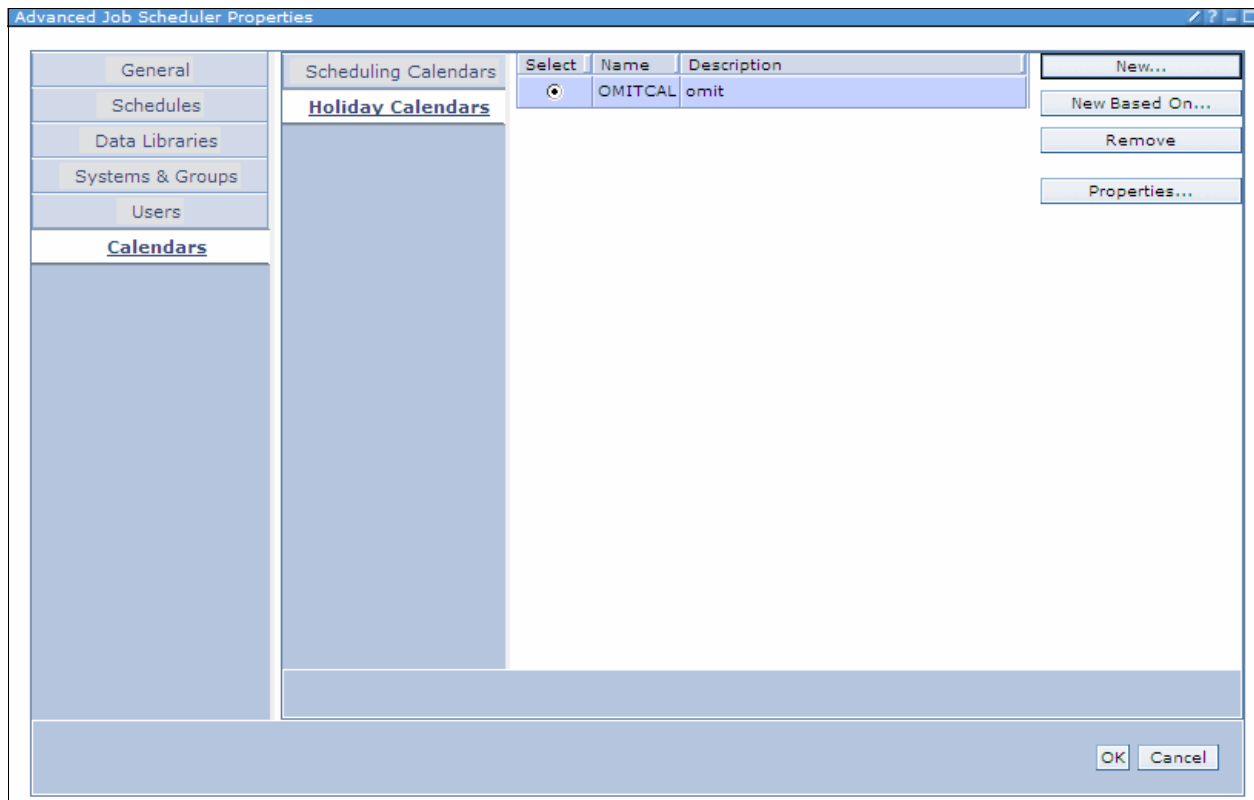 Advanced Job Scheduler Properties
General
Schedules
Data Libraries
Systems & Groups
Users
Calendars
Scheduling Calendars
Holiday Calendars
Select Name Description
OMITCAL omit
New...
New Based On...
Remove
Properties...
OK Cancel